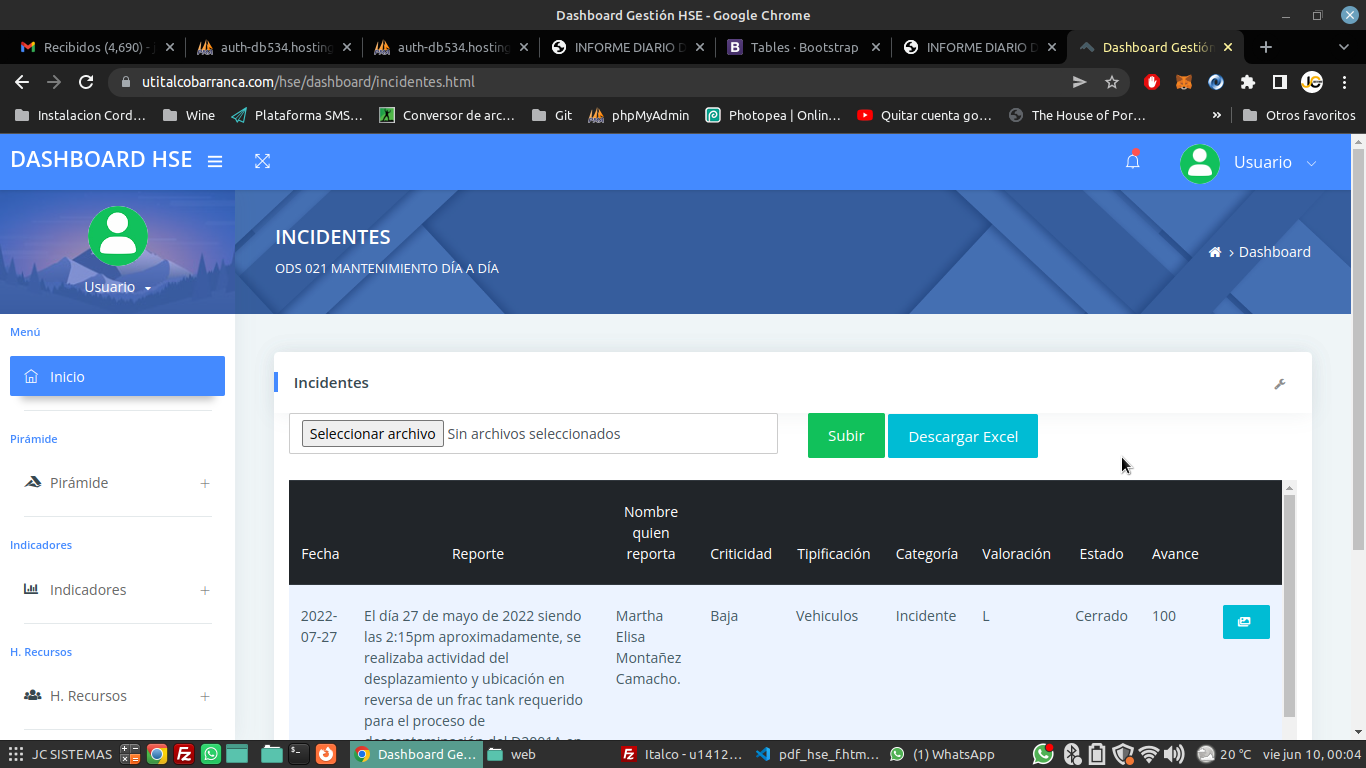 Dashboard Gestión HSE - Google Chrome
Recibidos (4,690) -
auth-db534.hosting
auth-db534.hosting
INFORME DIARIO D
Tables · Bootstrap
INFORME DIARIO D
Dashboard Gestión
utitalcobarranca.com/hse/dashboard/incidentes.html
Instalacion Cord...
Wine
Plataforma SMS...
Conversor de arc...
Git
phpMyAdmin
Photopea | Onlin...
Quitar cuenta go...
The House of Por...
»
Otros favoritos
DASHBOARD HSE
Usuario
INCIDENTES
ODS 021 MANTENIMIENTO DÍA A DÍA
› Dashboard
Usuario
Menú
Inicio
Pirámide
Pirámide +
Indicadores
Indicadores +
H. Recursos
H. Recursos +
Incidentes
Seleccionar archivo Sin archivos seleccionados
Subir
Descargar Excel
Fecha
Reporte
Nombre
quien
reporta
Criticidad
Tipificación
Categoría
Valoración
Estado
Avance
2022-
07-27
El día 27 de mayo de 2022 siendo
las 2:15pm aproximadamente, se
realizaba actividad del
desplazamiento y ubicación en
reversa de un frac tank requerido
para el proceso de
Martha
Elisa
Montañez
Camacho.
Baja
Vehiculos
Incidente
L
Cerrado
100
JC SISTEMAS
Dashboard Ge...
web
Italco - u1412...
pdf_hse_f.htm...
(1) WhatsApp
20 °C
vie jun 10, 00:04